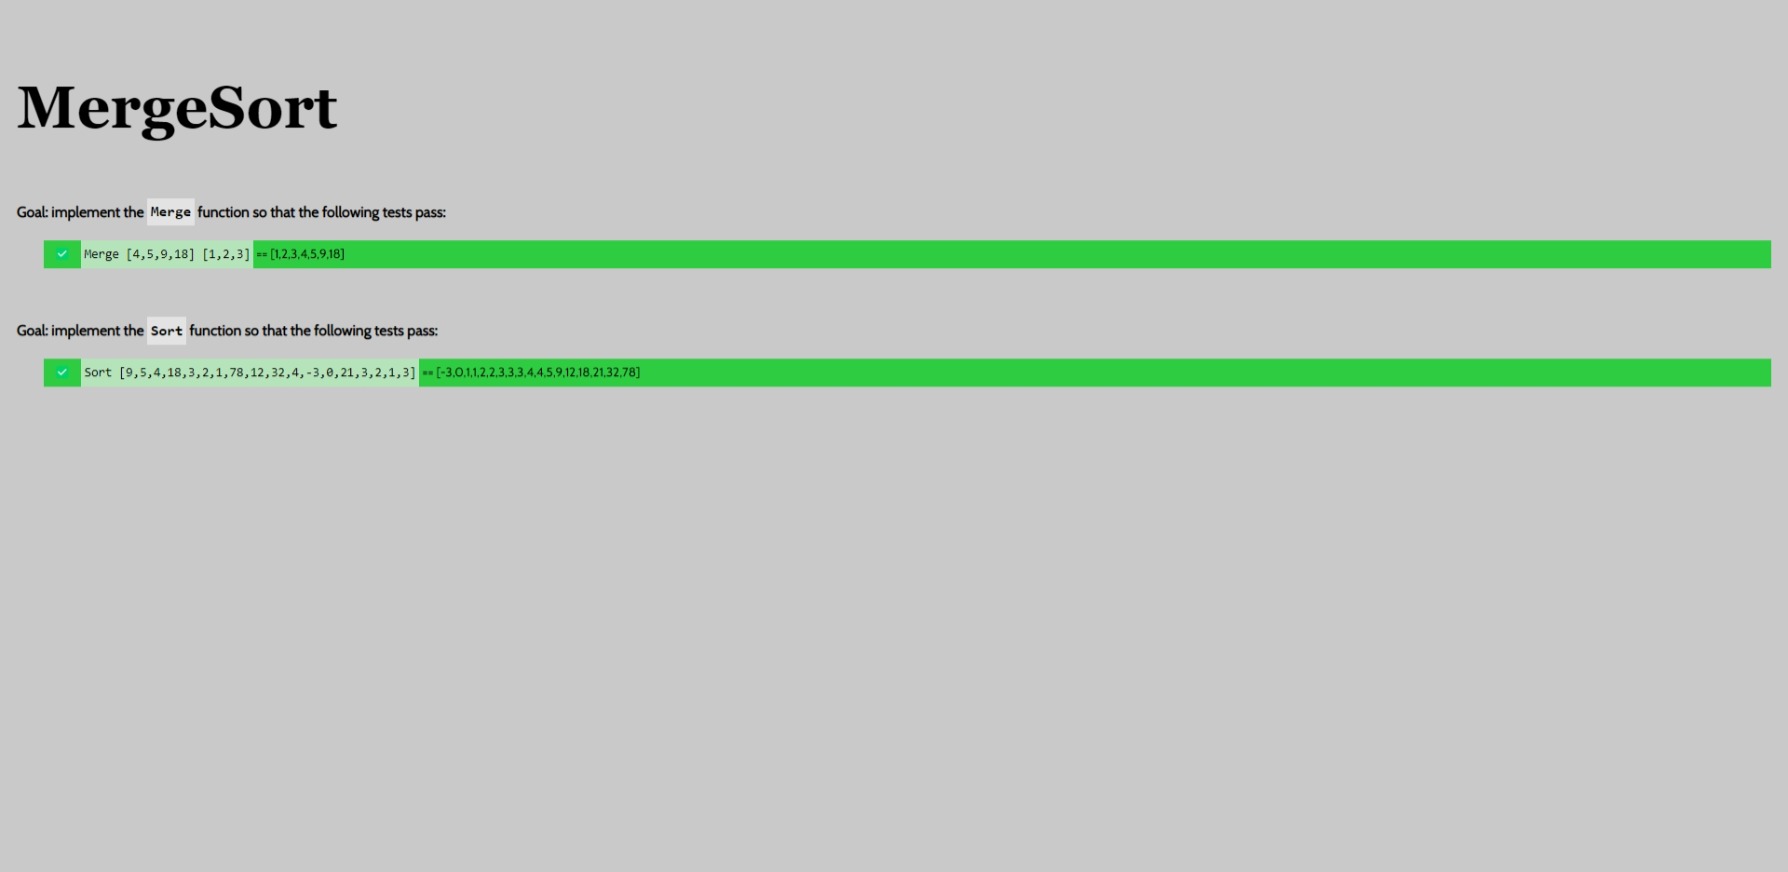 MergeSort
Goal: implement the Merge function so that the following tests pass:
Merge [4,5,9,18] [1,2,3] == [1,2,3,4,5,9,18]
Goal: implement the Sort function so that the following tests pass:
Sort [9,5,4,18,3,2,1,78,12,32,4,-3,0,21,3,2,1,3] == [-3,0,1,1,2,2,3,3,3,4,4,5,9,12,18,21,32,78]